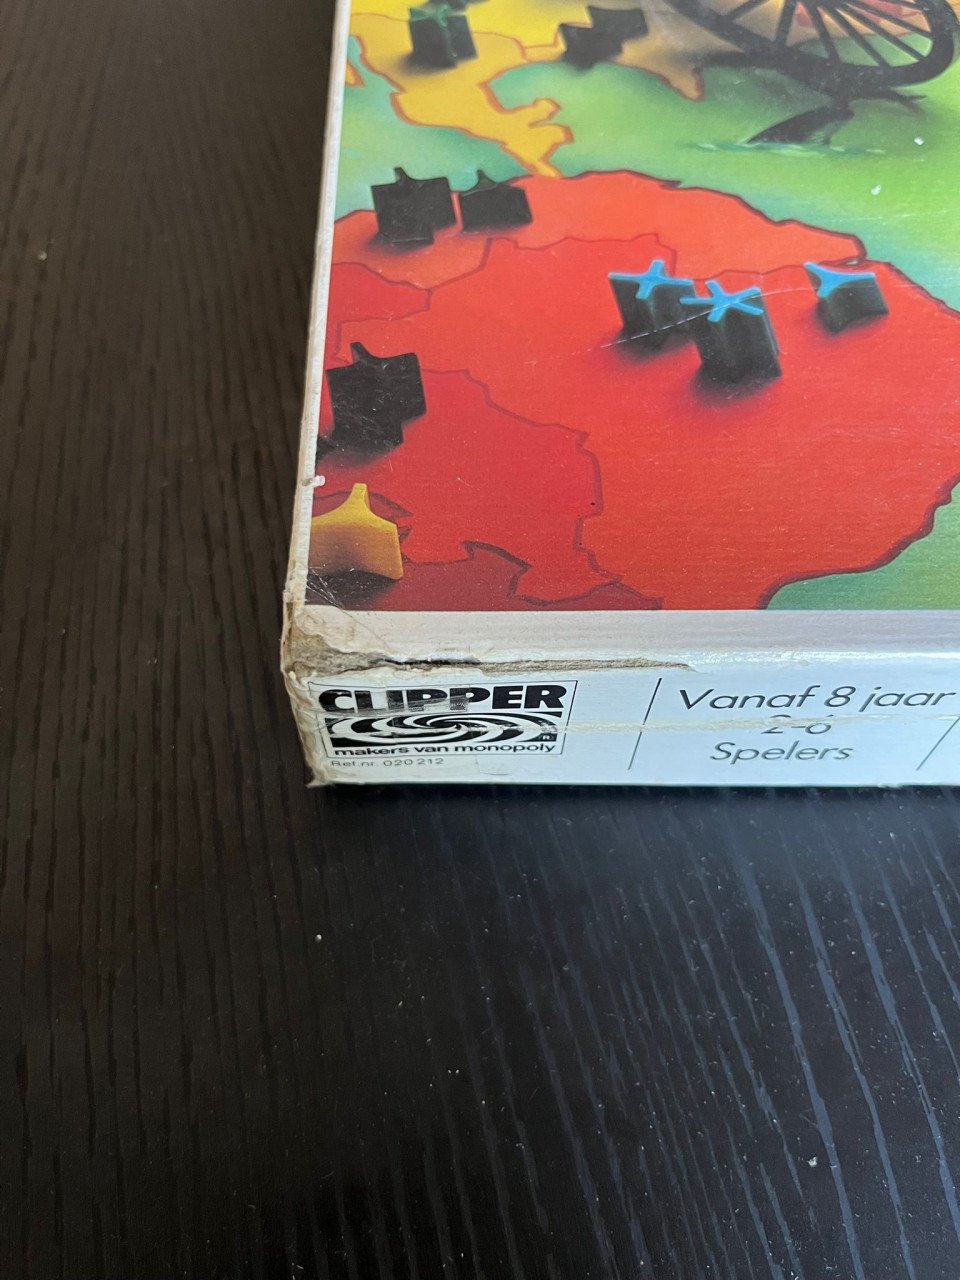 CLIPPER
makers van monopoly
Ref.nr. 020 212
Vanaf 8 jaar
2-6
Spelers